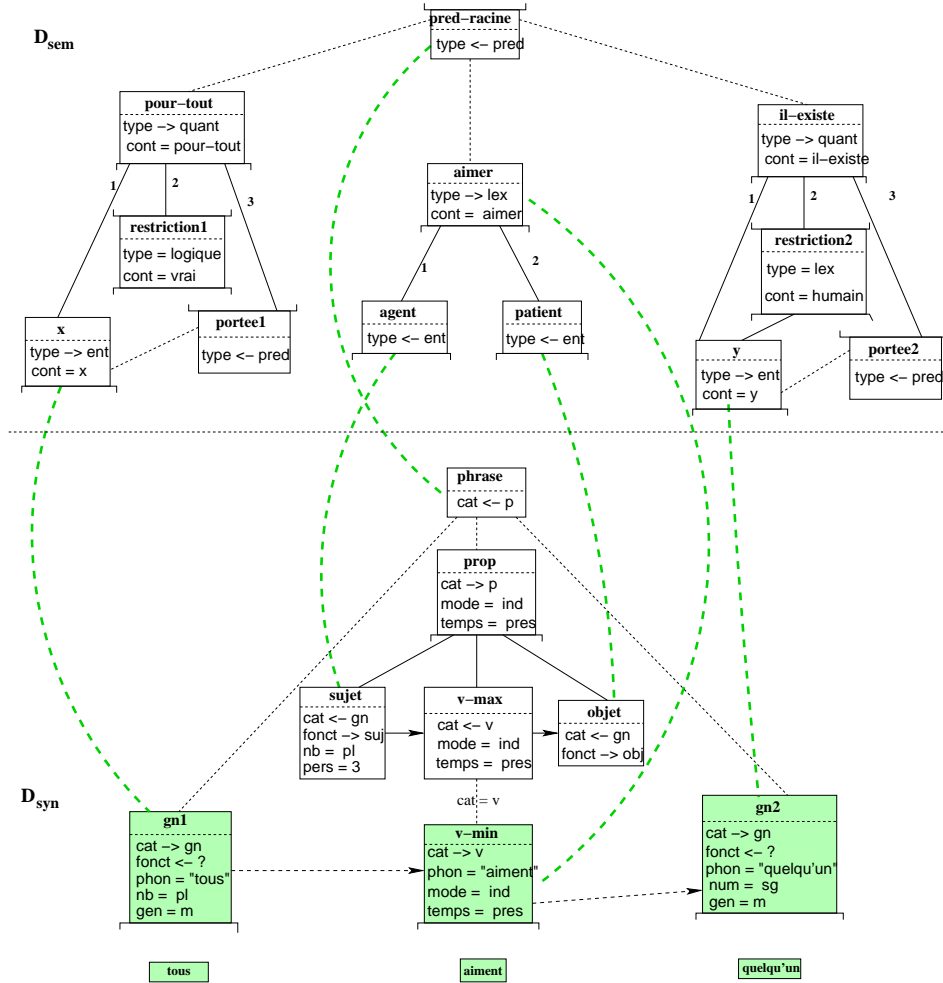 D_sem
pred-racine
type <- pred
pour-tout
type -> quant
cont = pour-tout
1
2
3
restriction1
type = logique
cont = vrai
x
type -> ent
cont = x
portee1
type <- pred
aimer
type -> lex
cont = aimer
1
2
agent
type <- ent
patient
type <- ent
il-existe
type -> quant
cont = il-existe
1
2
3
restriction2
type = lex
cont = humain
y
type -> ent
cont = y
portee2
type <- pred
phrase
cat <- p
prop
cat -> p
mode = ind
temps = pres
sujet
cat <- gn
fonct -> suj
nb = pl
pers = 3
v-max
cat <- v
mode = ind
temps = pres
objet
cat <- gn
fonct -> obj
D_syn
cat = v
gn1
cat -> gn
fonct <- ?
phon = "tous"
nb = pl
gen = m
v-min
cat -> v
phon = "aiment"
mode = ind
temps = pres
gn2
cat -> gn
fonct <- ?
phon = "quelqu'un"
num = sg
gen = m
tous
aiment
quelqu'un